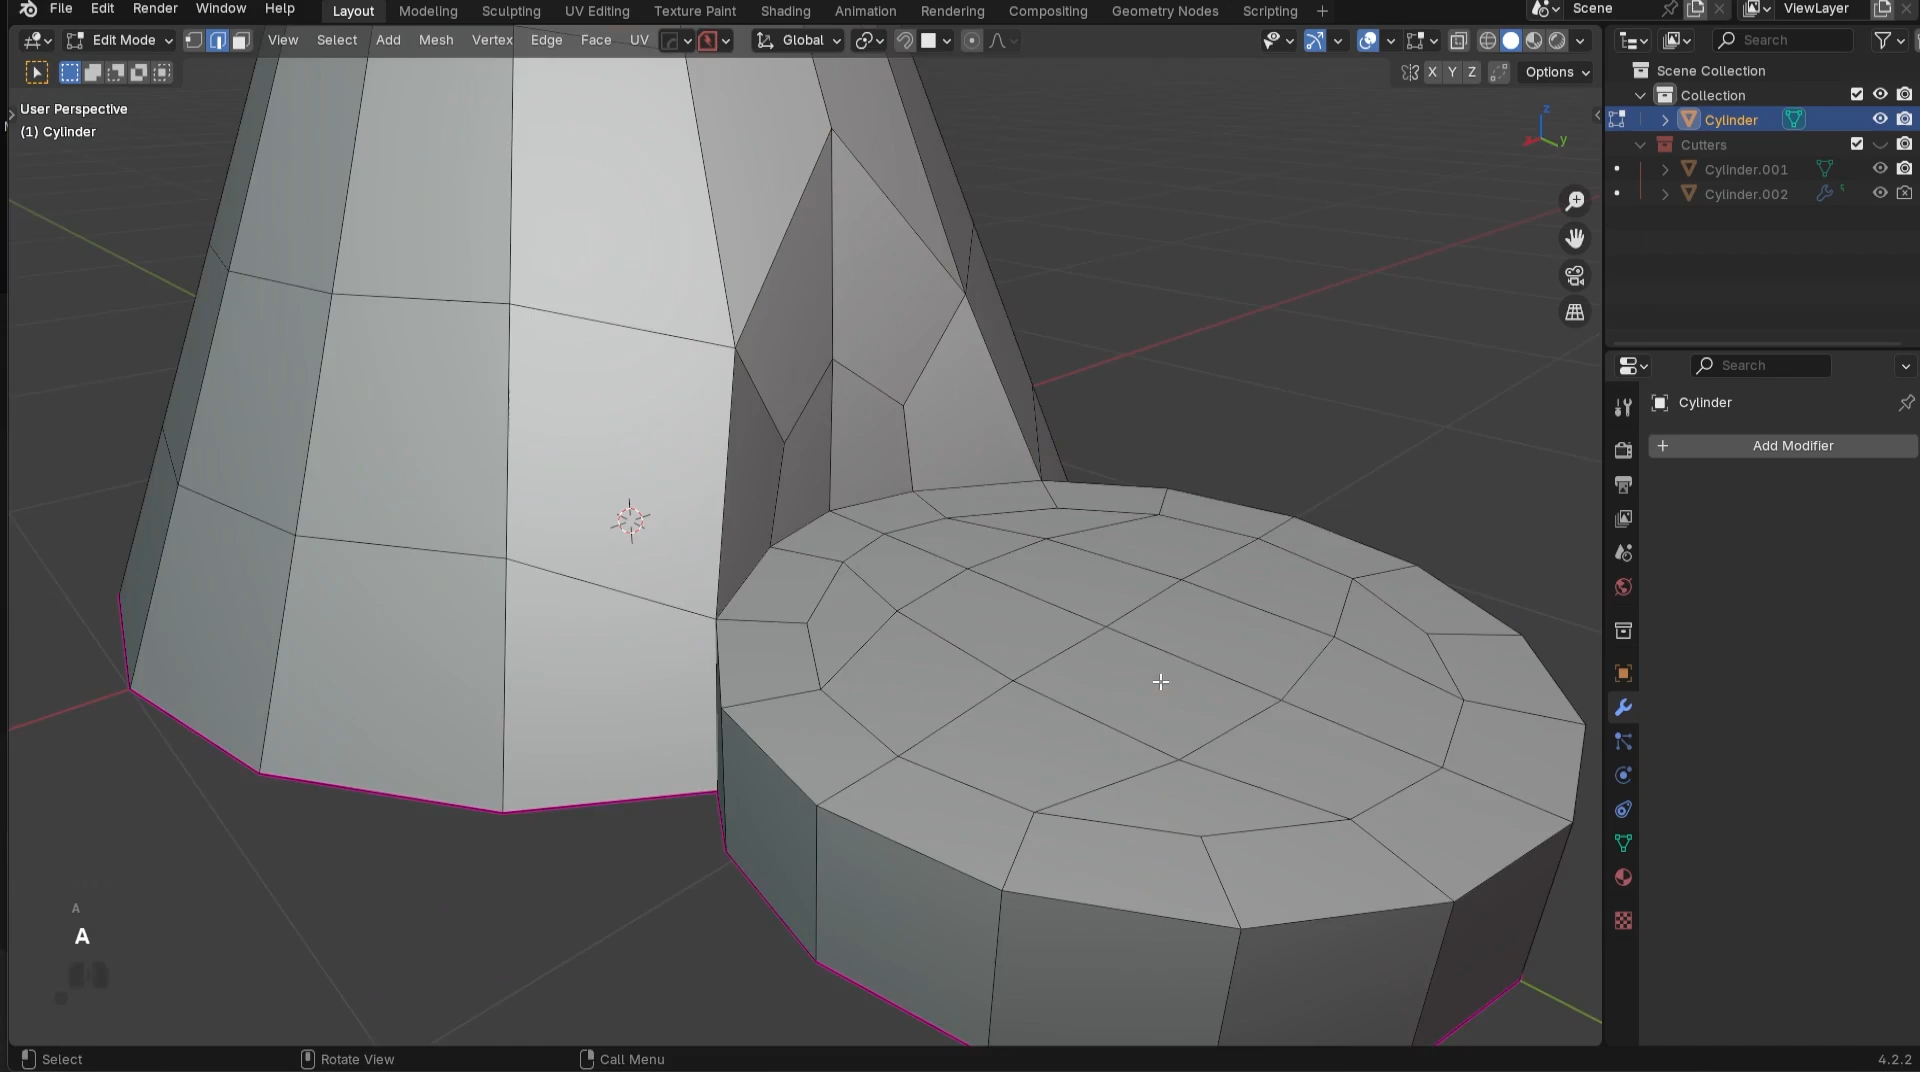 File Edit Render Window Help Layout Modeling Sculpting UV Editing Texture Paint Shading Animation Rendering Compositing Geometry Nodes Scripting + Scene ViewLayer
Edit Mode View Select Add Mesh Vertex Edge Face UV Global Search
X Y Z Options
User Perspective
(1) Cylinder
Scene Collection
Collection
Cylinder
Cutters
Cylinder.001
Cylinder.002
z
y
Search
Cylinder
+ Add Modifier
A
A
Select Rotate View Call Menu 4.2.2